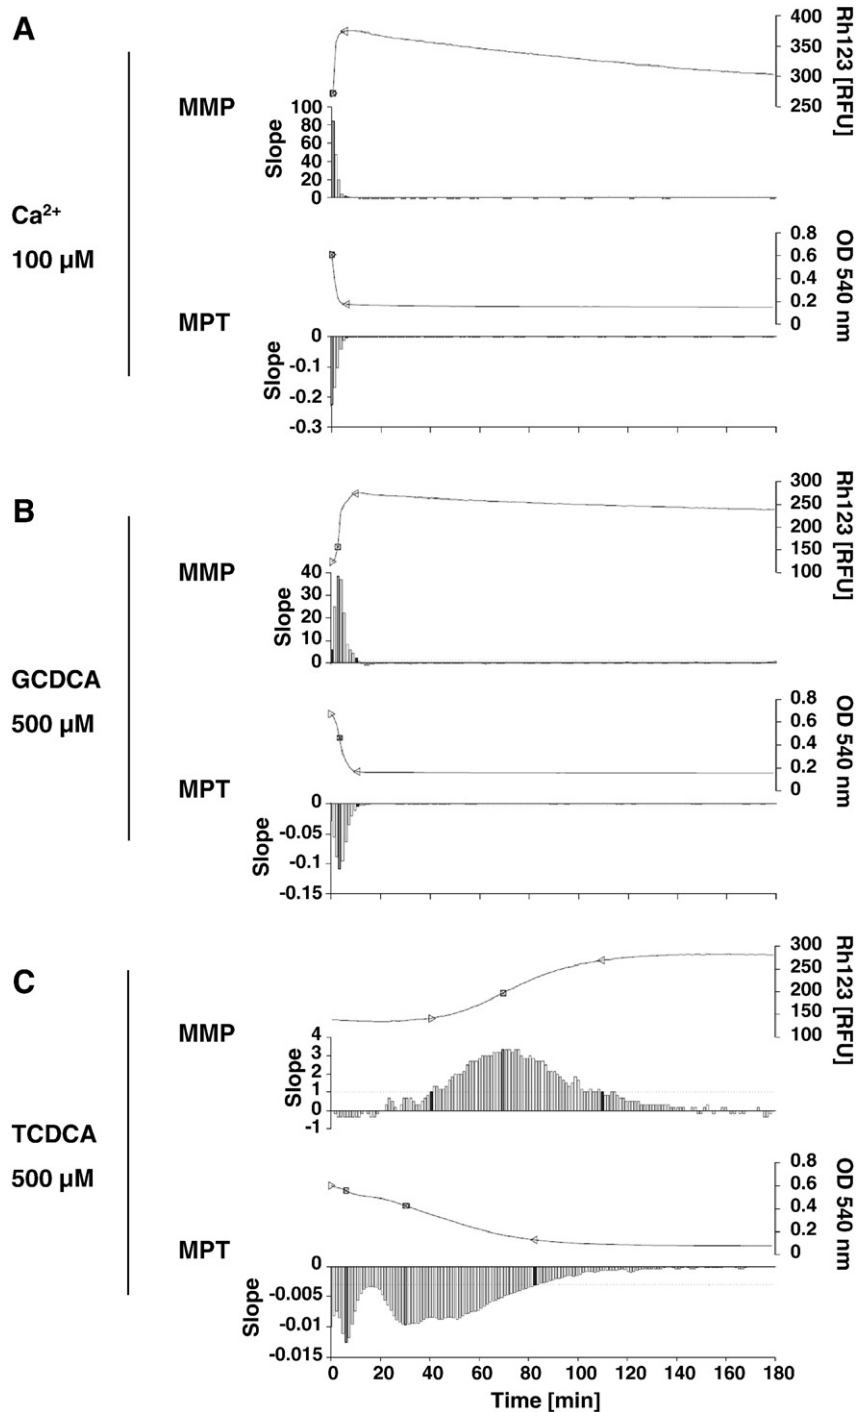 A
Ca²⁺
100 µM
MMP
400
350
300
250
Rh123 [RFU]
100
80
60
40
20
0
Slope
MPT
0.8
0.6
0.4
0.2
0
OD 540 nm
0
-0.1
-0.2
-0.3
Slope
B
GCDCA
500 µM
MMP
300
250
200
150
100
Rh123 [RFU]
40
30
20
10
0
Slope
MPT
0.8
0.6
0.4
0.2
0
OD 540 nm
0
-0.05
-0.1
-0.15
Slope
C
TCDCA
500 µM
MMP
300
250
200
150
100
Rh123 [RFU]
4
3
2
1
0
-1
Slope
MPT
0.8
0.6
0.4
0.2
0
OD 540 nm
0
-0.005
-0.01
-0.015
Slope
0 20 40 60 80 100 120 140 160 180
Time [min]